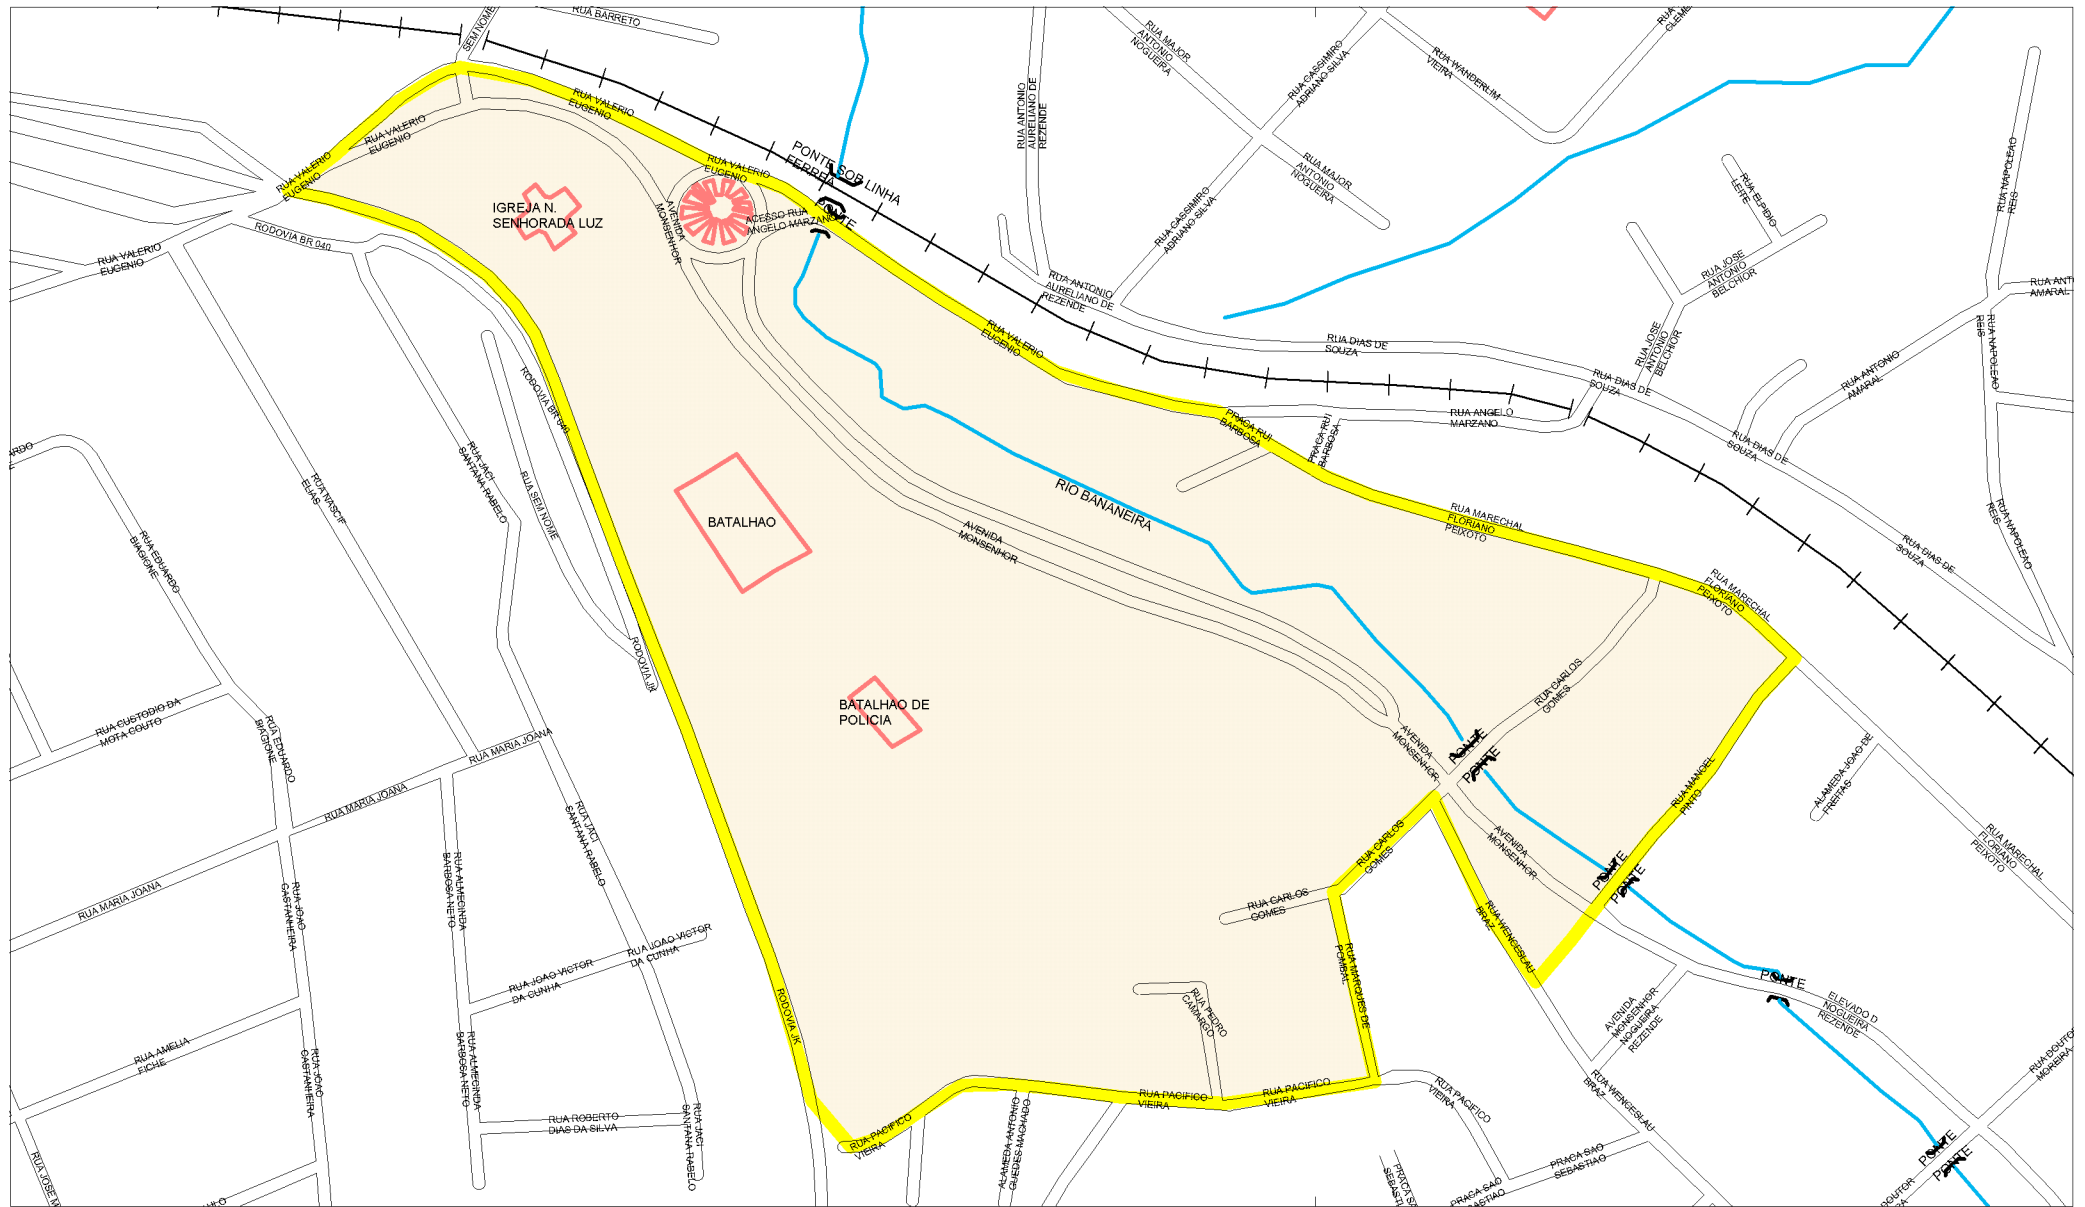 SEM NOME
RUA BARRETO
RUA MAJOR
ANTONIO
NOGUEIRA
RUA CASSIMIRO
ADRIANO SILVA
RUA WANDERLIM
VIEIRA
RUA VALERIO
EUGENIO
RUA VALERIO
EUGENIO
RUA VALERIO
EUGENIO
RUA VALERIO
EUGENIO
PONTE SOB LINHA
FERREA
PONTE
RUA ANTONIO
AURELIANO DE
REZENDE
RUA MAJOR
ANTONIO
NOGUEIRA
RUA CASSIMIRO
ADRIANO SILVA
RUA ELPIDIO
LEITE
RUA NAPOLEAO
REIS
IGREJA N.
SENHORADA LUZ
AVENIDA
MONSENHOR
ACESSO RUA
ANGELO MARZANO
RODOVIA BR 040
RUA VALERIO
EUGENIO
RUA ANTONIO
AURELIANO DE
REZENDE
RUA JOSE
ANTONIO
BELCHIOR
RUA ANT
AMARAL
RUA VALERIO
EUGENIO
RUA DIAS DE
SOUZA
RUA JOSE
ANTONIO
BELCHIOR
RUA NAPOLEAO
REIS
RUA ANTONIO
AMARAL
RUA DIAS DE
SOUZA
RODOVIA BR 040
PRACA RUI
BARBOSA
PRACA RUI
BARBOSA
RUA ANGELO
MARZANO
RUA DIAS DE
SOUZA
RUA JACI
SANTANA RABELO
RUA NASCIF
ELIAS
RUA SEM NOME
BATALHAO
RIO BANANEIRA
AVENIDA
MONSENHOR
RUA MARECHAL
FLORIANO
PEIXOTO
RUA DIAS DE
SOUZA
RUA NAPOLEAO
REIS
RUA EDUARDO
BIAGIONE
RUA MARECHAL
FLORIANO
PEIXOTO
RODOVIA JK
BATALHAO DE
POLICIA
RUA CARLOS
GOMES
RUA CUSTODIO DA
MOTA COUTO
RUA EDUARDO
BIAGIONE
RUA MARIA JOANA
AVENIDA
MONSENHOR
PONTE
PONTE
RUA MANOEL
PINTO
ALAMEDA JOAO DE
FREITAS
RUA MARIA JOANA
RUA JACI
SANTANA RABELO
RUA CARLOS
GOMES
AVENIDA
MONSENHOR
PONTE
PONTE
RUA MARECHAL
FLORIANO
PEIXOTO
RUA MARIA JOANA
RUA JOAO
CASTANHEIRA
RUA ALMECINDA
BARBOSA NETO
RUA CARLOS
GOMES
RUA WENCESLAU
BRAZ
RUA JOAO VICTOR
DA CUNHA
RUA JOAO VICTOR
DA CUNHA
RUA MARQUES DE
POMBAL
PONTE
ELEVADO D
NOGUEIRA
REZENDE
RODOVIA JK
RUA PEDRO
CAMARGO
AVENIDA
MONSENHOR
NOGUEIRA
REZENDE
RUA AMELIA
FICHE
RUA JOAO
CASTANHEIRA
RUA ALMECINDA
BARBOSA NETO
RUA DOUTO
MOREIRA
RUA PACIFICO
VIEIRA
RUA PACIFICO
VIEIRA
RUA PACIFICO
VIEIRA
RUA WENCESLAU
BRAZ
RUA ROBERTO
DIAS DA SILVA
RUA JACI
SANTANA RABELO
RUA PACIFICO
VIEIRA
ALAMEDA ANTONIO
GUEDES MACHADO
PRACA SAO
SEBASTIAO
PRACA SAO
PONTE
PONTE
RUA JOSE M